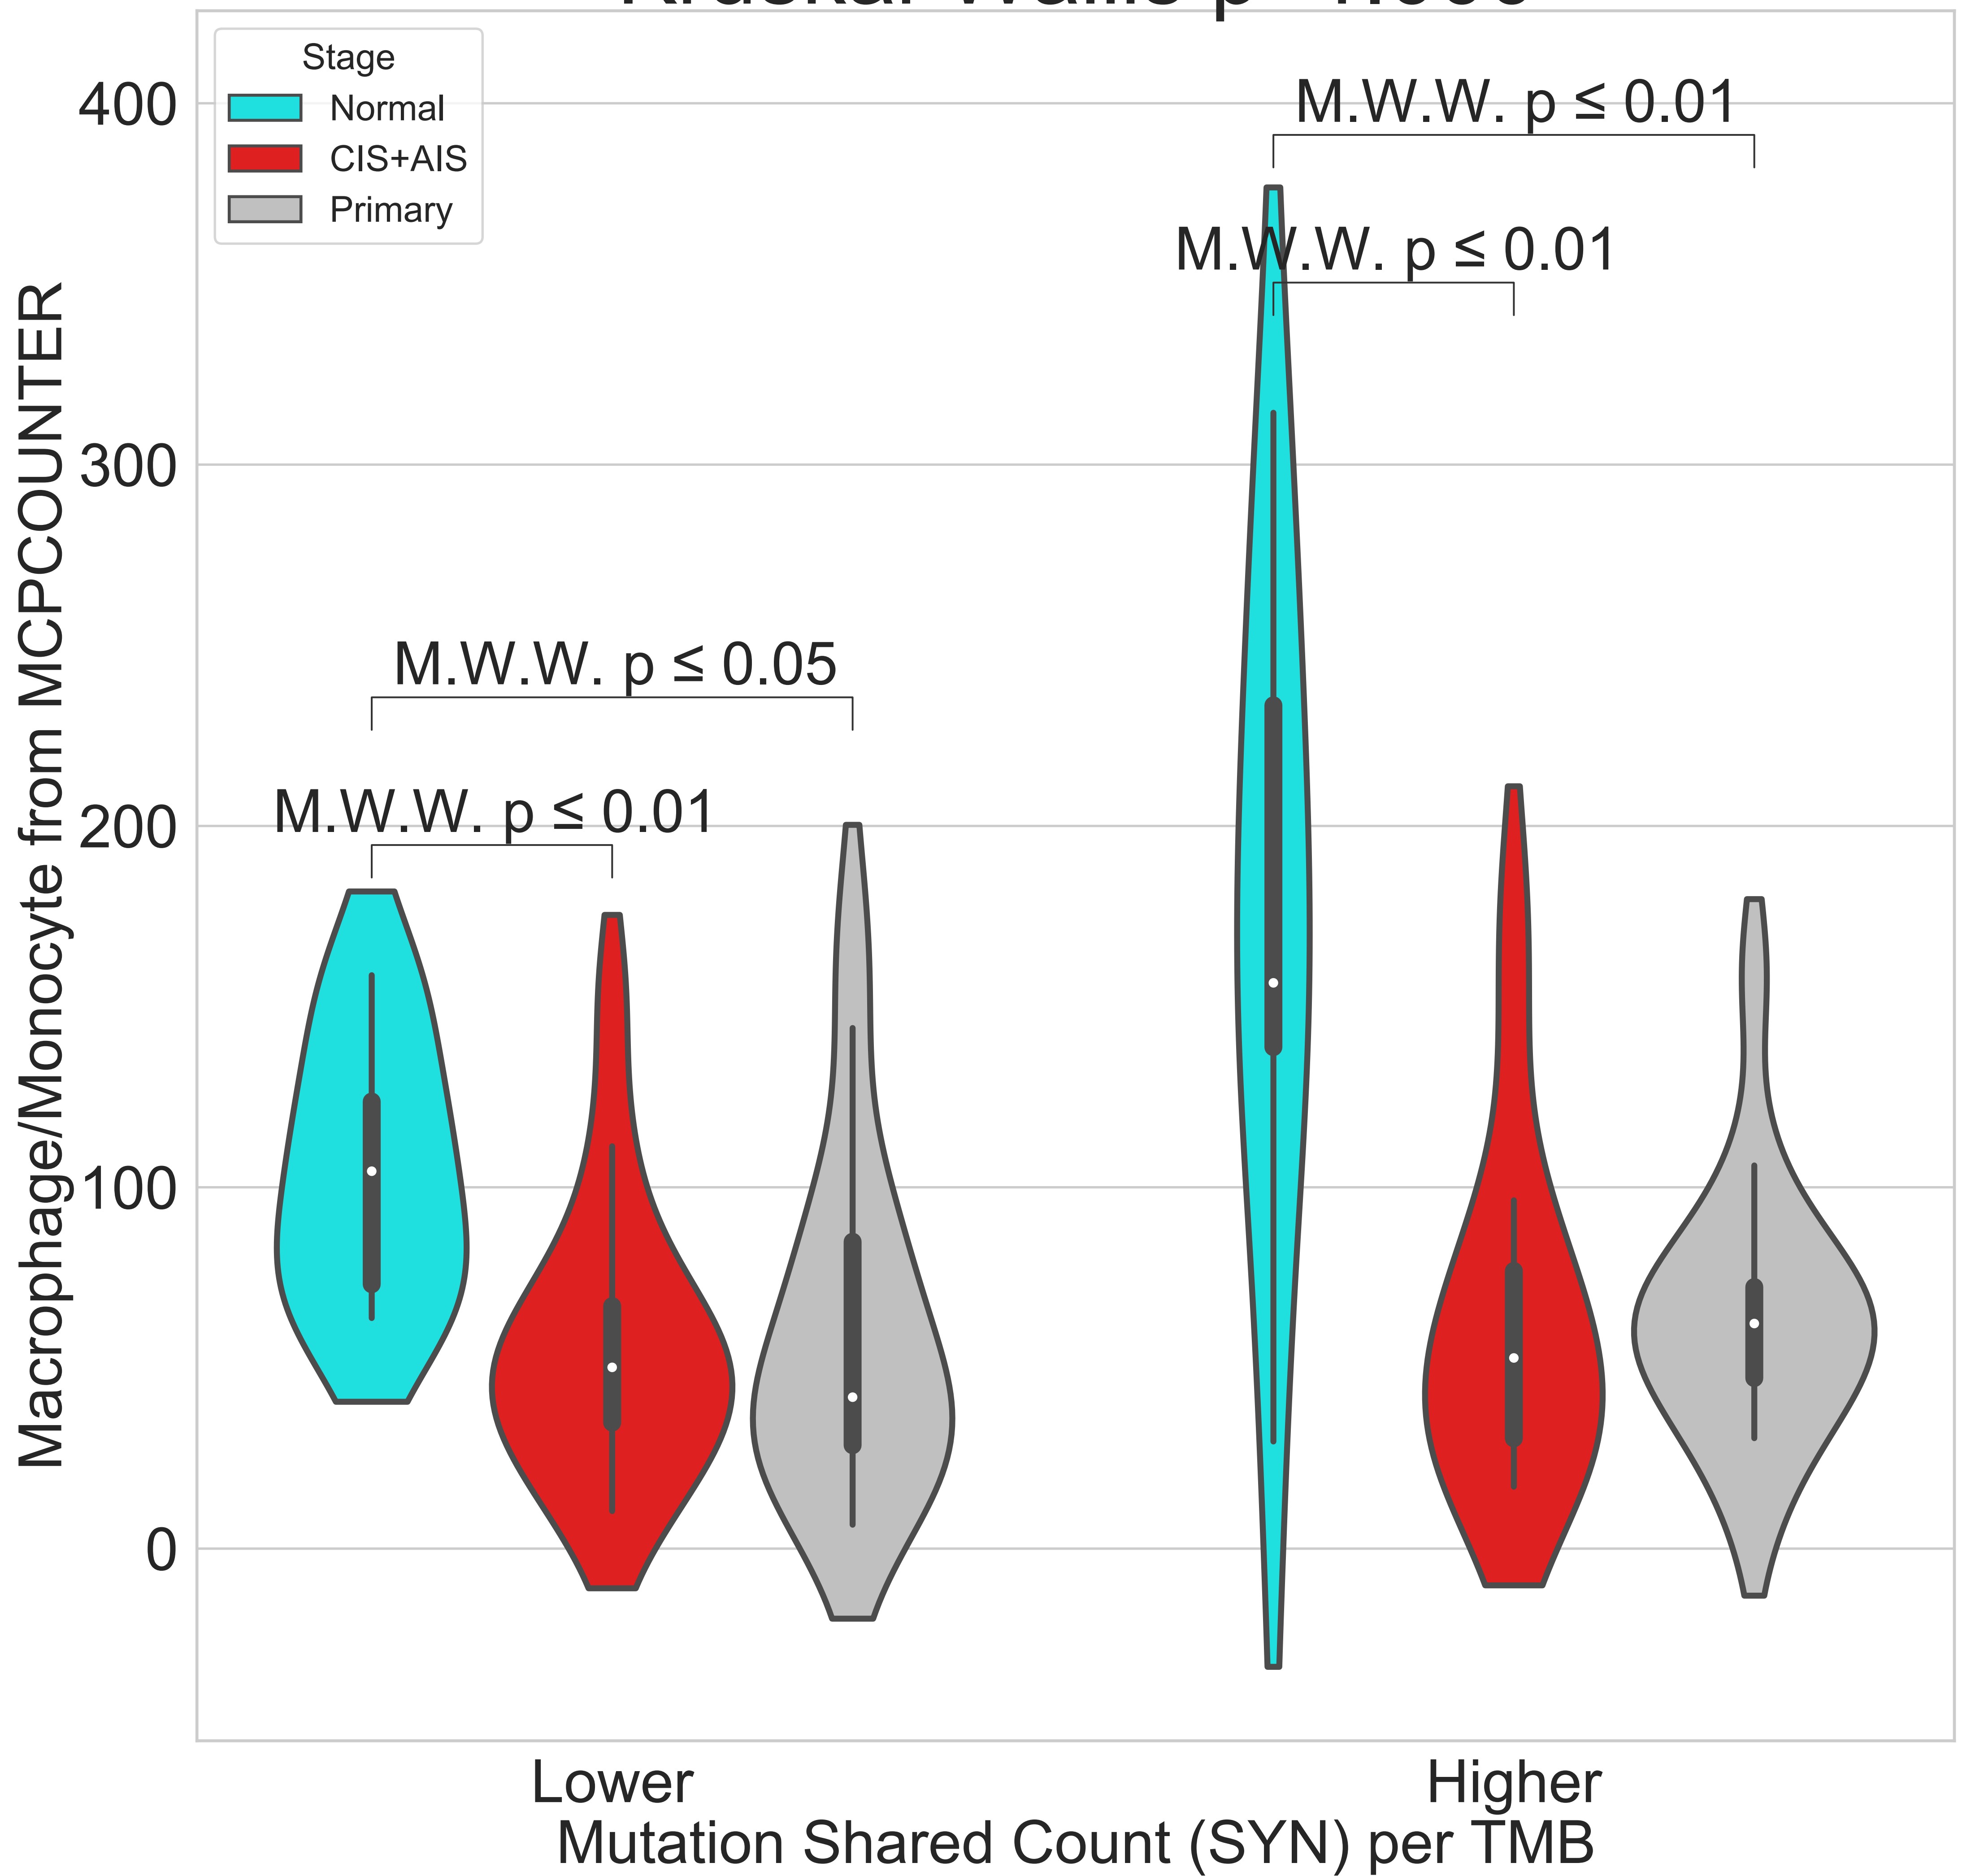 Stage
Normal
CIS+AIS
Primary
400
300
200
100
0
Macrophage/Monocyte from MCPCOUNTER
M.W.W. p ≤ 0.01
M.W.W. p ≤ 0.01
M.W.W. p ≤ 0.05
M.W.W. p ≤ 0.01
Lower
Higher
Mutation Shared Count (SYN) per TMB